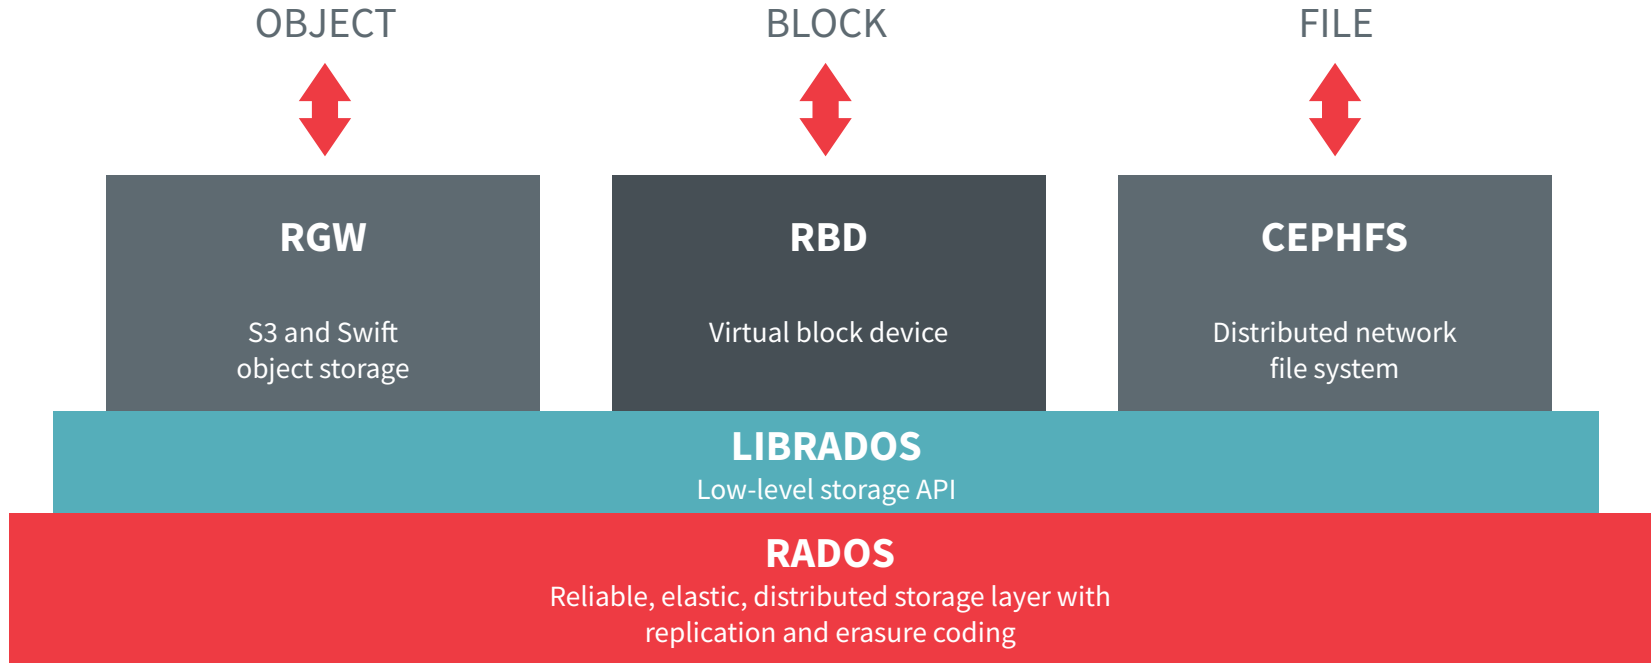 OBJECT
BLOCK
FILE
RGW
S3 and Swift
object storage
RBD
Virtual block device
CEPHFS
Distributed network
file system
LIBRADOS
Low-level storage API
RADOS
Reliable, elastic, distributed storage layer with
replication and erasure coding